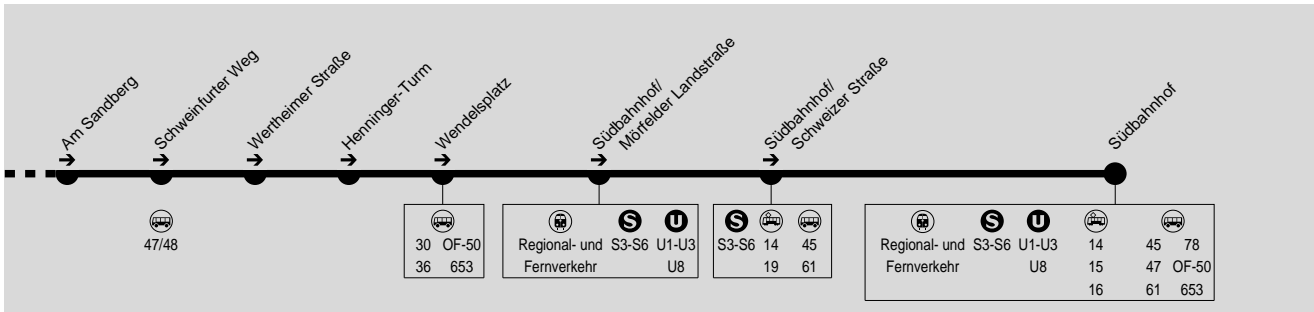 Am Sandberg
Schweinfurter Weg
Wertheimer Straße
Henninger-Turm
Wendelsplatz
Südbahnhof/
Mörfelder Landstraße
Südbahnhof/
Schweizer Straße
Südbahnhof
47/48
30 OF-50
36 653
S U
Regional- und S3-S6 U1-U3
Fernverkehr U8
S
S3-S6 14 45
19 61
S U
Regional- und S3-S6 U1-U3 14 45 78
Fernverkehr U8 15 47 OF-50
16 61 653